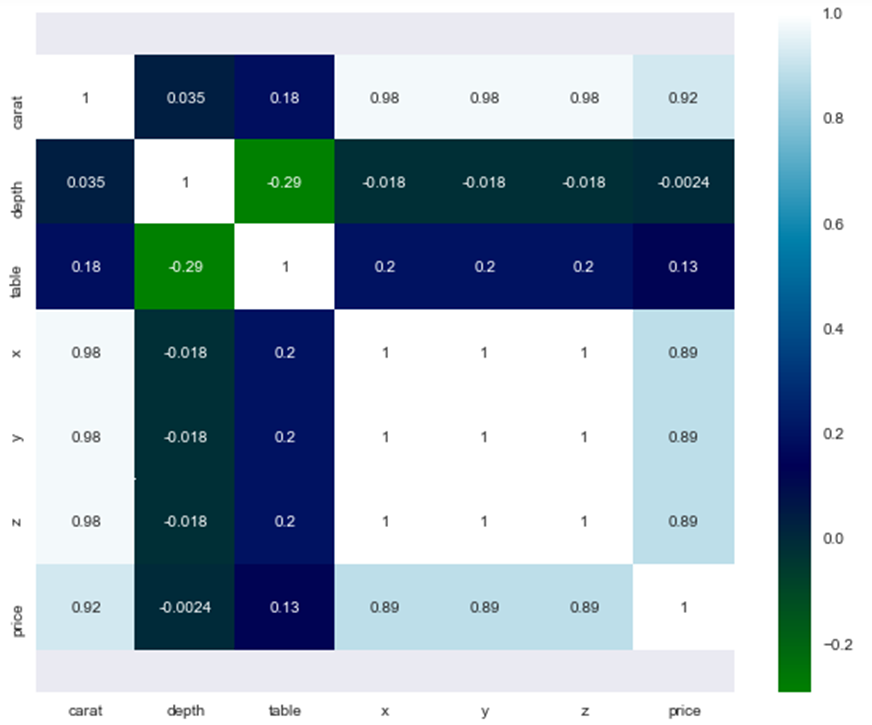 1.0
carat 1 0.035 0.18 0.98 0.98 0.98 0.92
0.8
depth 0.035 1 -0.29 -0.018 -0.018 -0.018 -0.0024
0.6
table 0.18 -0.29 1 0.2 0.2 0.2 0.13
0.4
x 0.98 -0.018 0.2 1 1 1 0.89
y 0.98 -0.018 0.2 1 1 1 0.89
0.2
z 0.98 -0.018 0.2 1 1 1 0.89
0.0
price 0.92 -0.0024 0.13 0.89 0.89 0.89 1
−0.2
carat depth table x y z price